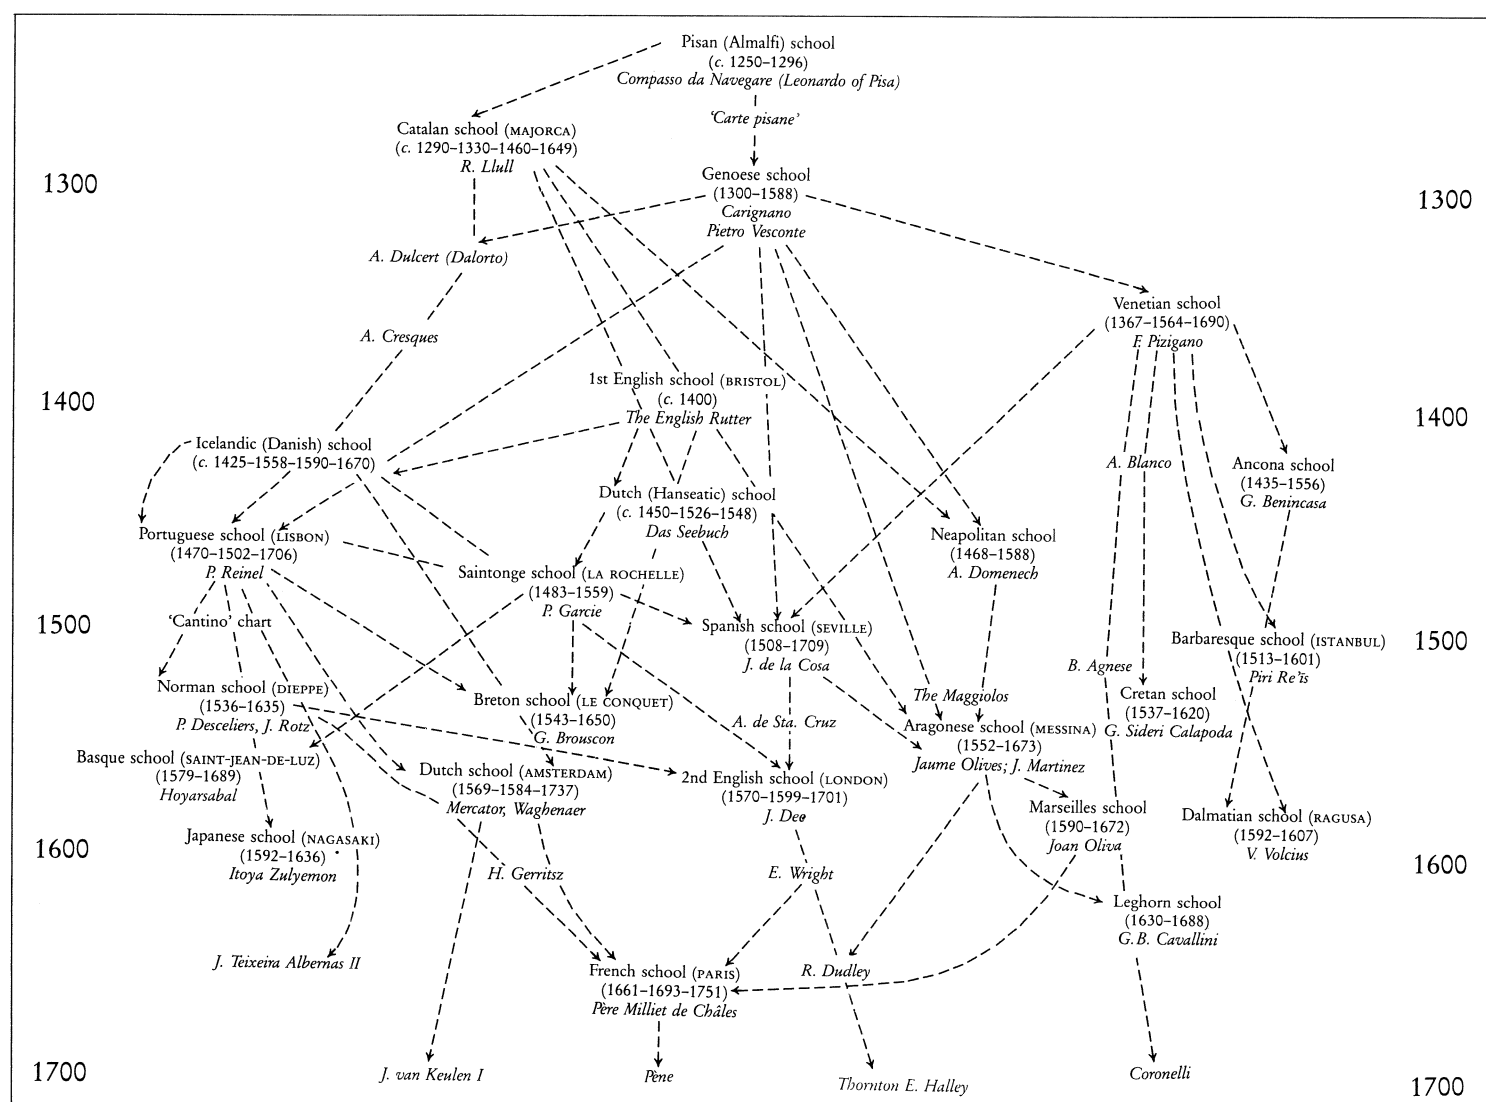 Pisan (Almalfi) school
(c. 1250–1296)
Compasso da Navegare (Leonardo of Pisa)
'Carte pisane'
Catalan school (MAJORCA)
(c. 1290–1330–1460–1649)
R. Llull
1300
Genoese school
(1300–1588)
Carignano
Pietro Vesconte
1300
A. Dulcert (Dalorto)
Venetian school
(1367–1564–1690)
F. Pizigano
A. Cresques
1st English school (BRISTOL)
(c. 1400)
The English Rutter
1400
1400
Icelandic (Danish) school
(c. 1425–1558–1590–1670)
A. Blanco
Ancona school
(1435–1556)
G. Benincasa
Dutch (Hanseatic) school
(c. 1450–1526–1548)
Das Seebuch
Portuguese school (LISBON)
(1470–1502–1706)
P. Reinel
Neapolitan school
(1468–1588)
A. Domenech
Saintonge school (LA ROCHELLE)
(1483–1559)
P. Garcie
'Cantino' chart
1500
Spanish school (SEVILLE)
(1508–1709)
J. de la Cosa
Barbaresque school (ISTANBUL)
(1513–1601)
Piri Re'is
1500
B. Agnese
Norman school (DIEPPE)
(1536–1635)
P. Desceliers, J. Rotz
Breton school (LE CONQUET)
(1543–1650)
G. Brouscon
The Maggiolos
Cretan school
(1537–1620)
G. Sideri Calapoda
A. de Sta. Cruz
Aragonese school (MESSINA)
(1552–1673)
Jaume Olives; J. Martinez
Basque school (SAINT-JEAN-DE-LUZ)
(1579–1689)
Hoyarsabal
Dutch school (AMSTERDAM)
(1569–1584–1737)
Mercator, Waghenaer
2nd English school (LONDON)
(1570–1599–1701)
J. Dee
Marseilles school
(1590–1672)
Joan Oliva
Dalmatian school (RAGUSA)
(1592–1607)
V. Volcius
Japanese school (NAGASAKI)
(1592–1636)
Itoya Zulyemon
1600
1600
H. Gerritsz
E. Wright
Leghorn school
(1630–1688)
G.B. Cavallini
J. Teixeira Albernas II
French school (PARIS)
(1661–1693–1751)
Père Milliet de Châles
R. Dudley
1700
J. van Keulen I
Pène
Thornton E. Halley
Coronelli
1700